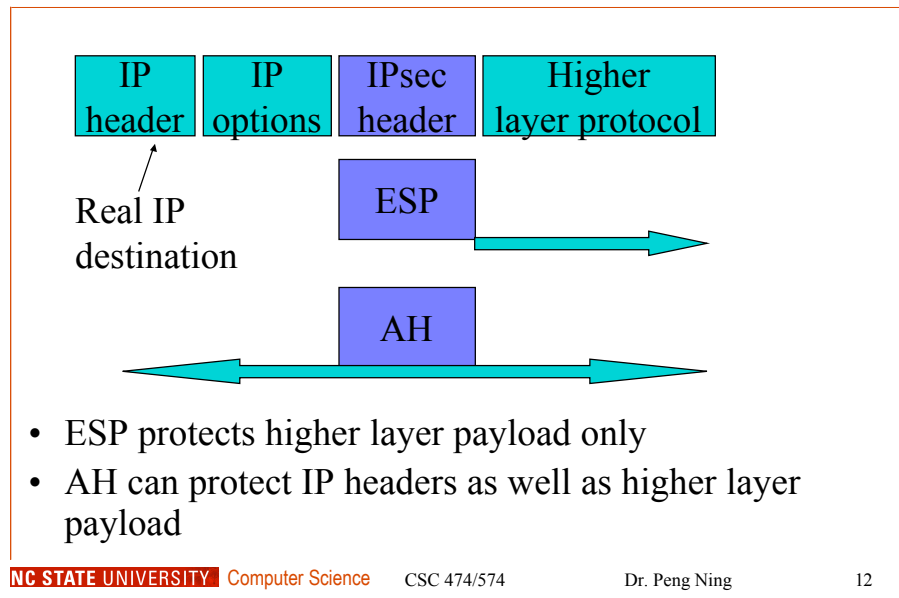 IP header
IP options
IPsec header
Higher layer protocol
Real IP destination
ESP
AH
• ESP protects higher layer payload only
• AH can protect IP headers as well as higher layer
payload
NC STATE UNIVERSITY Computer Science CSC 474/574 Dr. Peng Ning 12